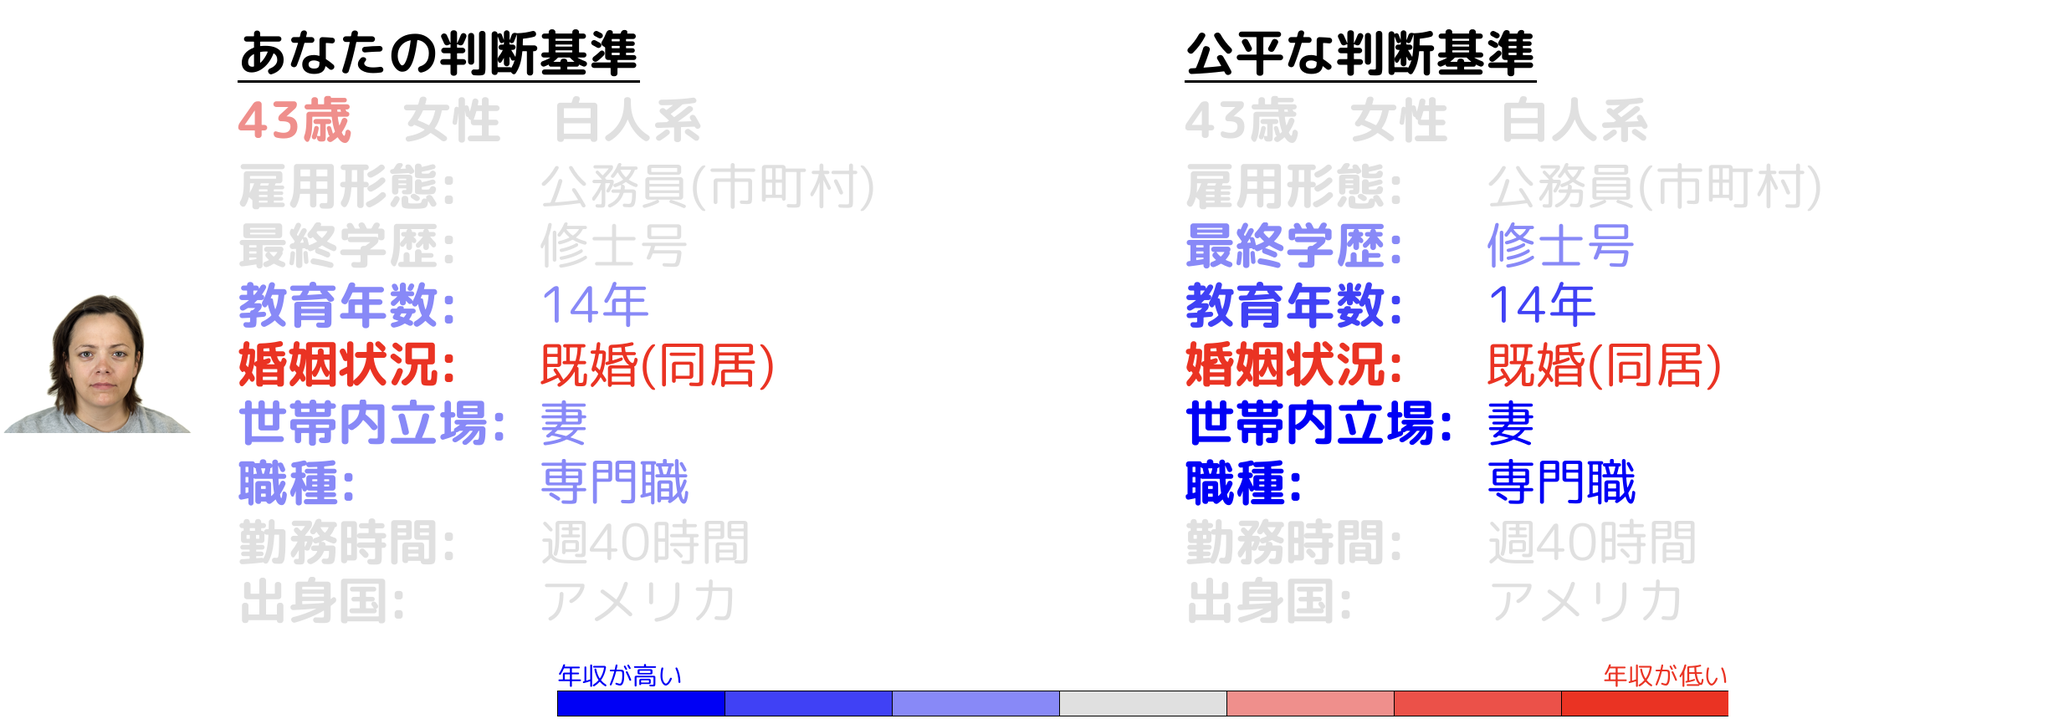 あなたの判断基準
43歳 女性 白人系
雇用形態: 公務員(市町村)
最終学歴: 修士号
教育年数: 14年
婚姻状況: 既婚(同居)
世帯内立場: 妻
職種: 専門職
勤務時間: 週40時間
出身国: アメリカ
公平な判断基準
43歳 女性 白人系
雇用形態: 公務員(市町村)
最終学歴: 修士号
教育年数: 14年
婚姻状況: 既婚(同居)
世帯内立場: 妻
職種: 専門職
勤務時間: 週40時間
出身国: アメリカ
年収が高い
年収が低い